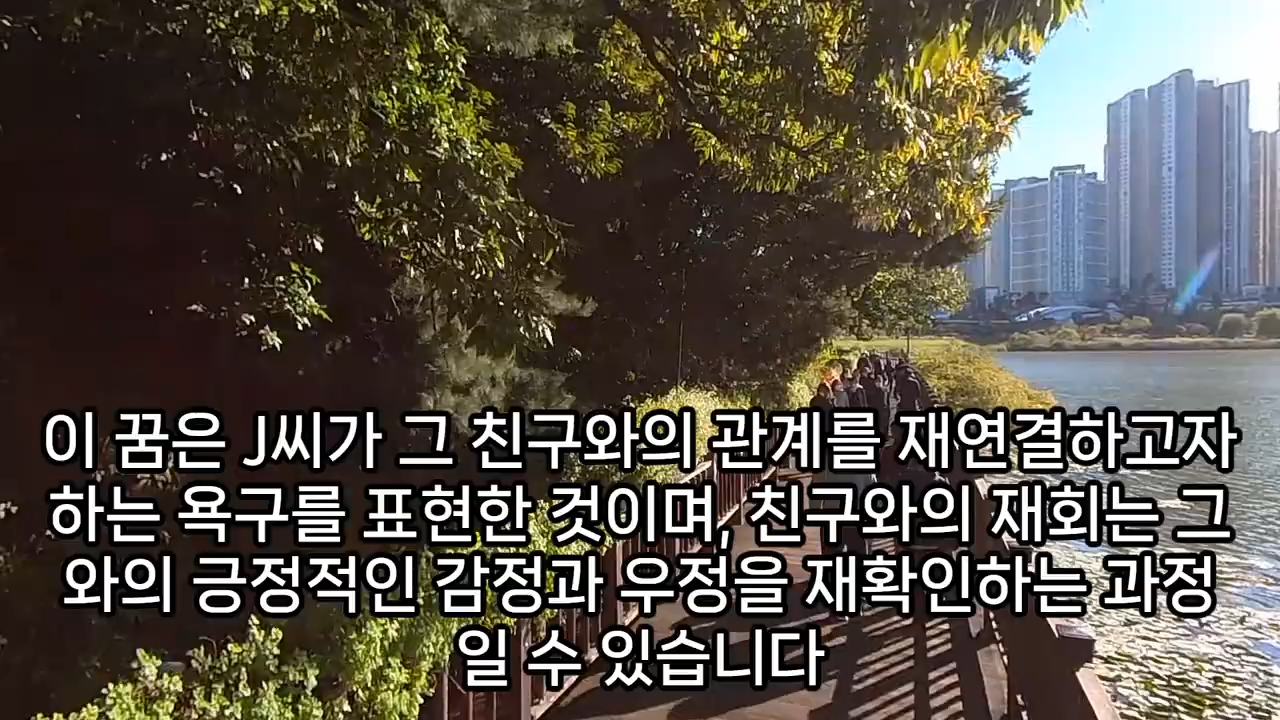 이 꿈은 J씨가 그 친구와의 관계를 재연결하고자
하는 욕구를 표현한 것이며, 친구와의 재회는 그
와의 긍정적인 감정과 우정을 재확인하는 과정
일 수 있습니다